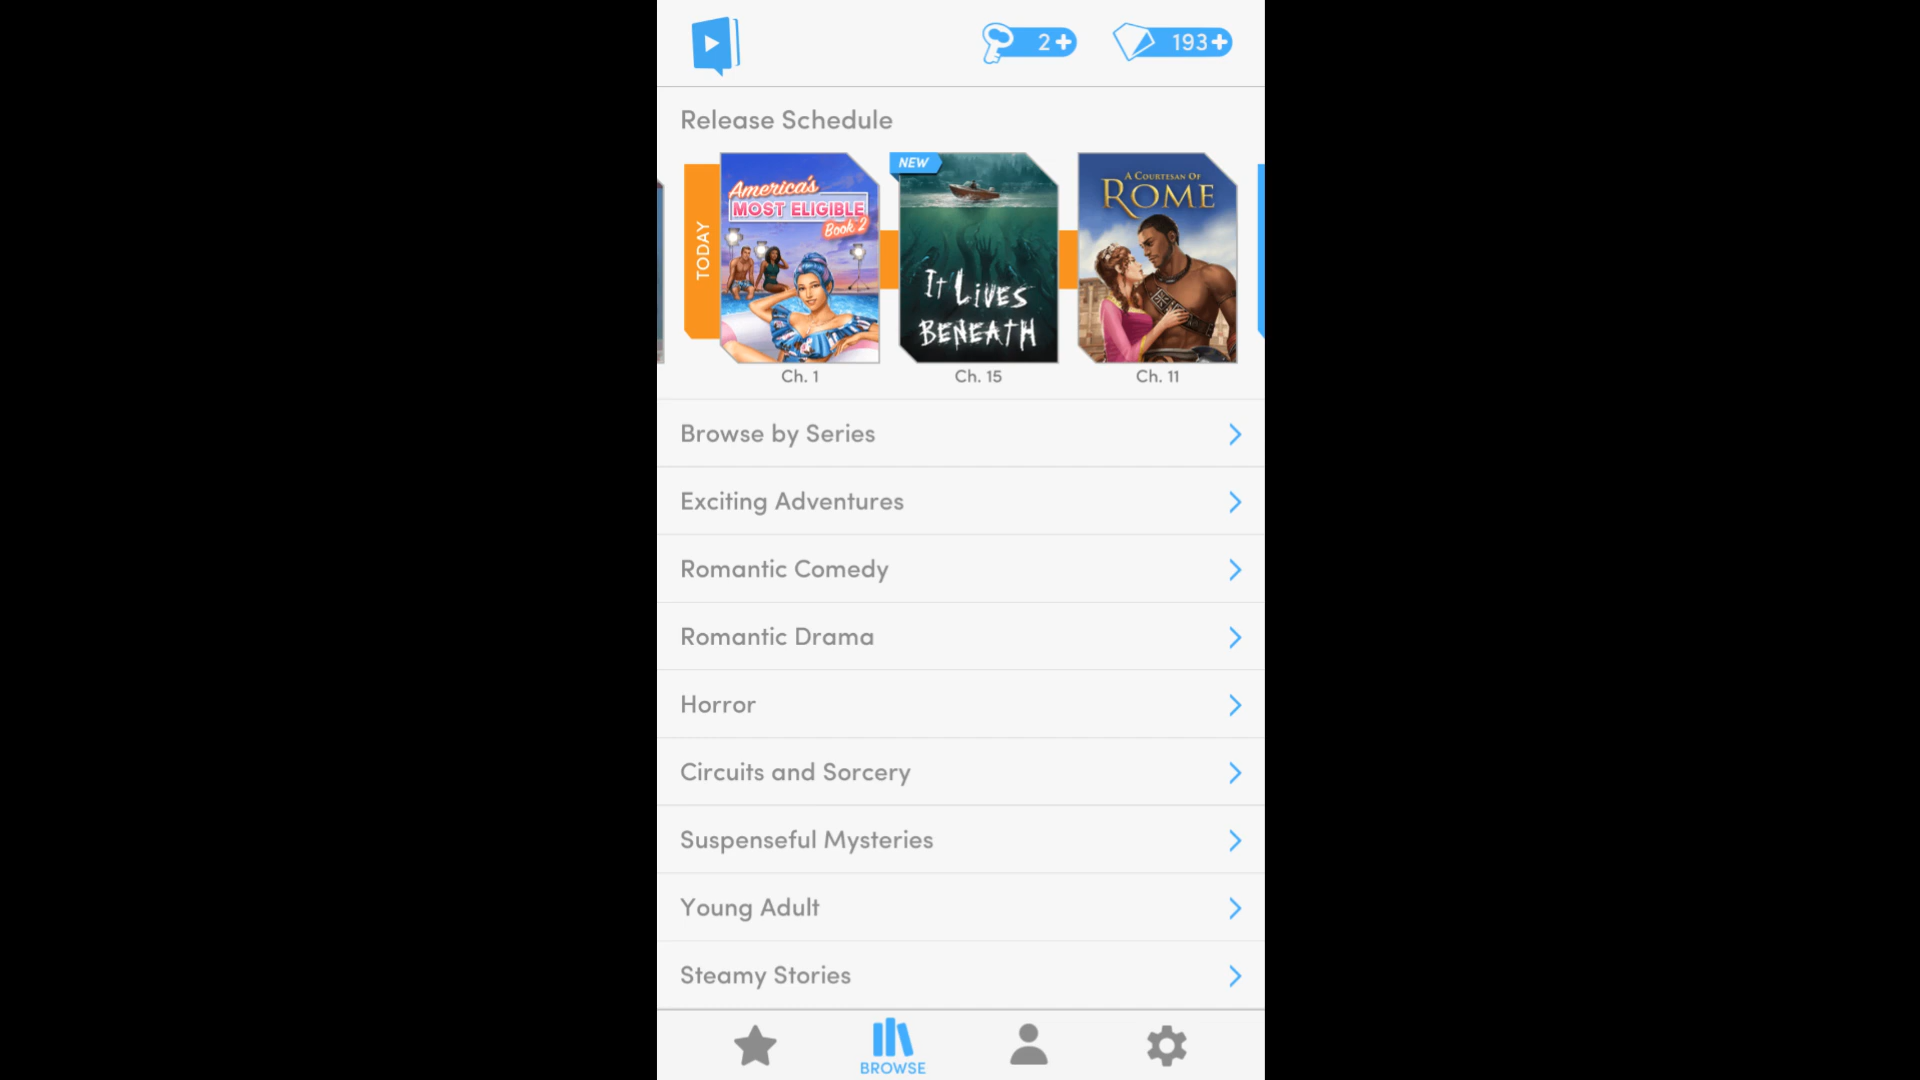 2+
193+
Release Schedule
TODAY
America's
MOST ELIGIBLE
Book 2
Ch. 1
NEW
IT LIVES
BENEATH
Ch. 15
A COURTESAN OF
ROME
Ch. 11
Browse by Series
Exciting Adventures
Romantic Comedy
Romantic Drama
Horror
Circuits and Sorcery
Suspenseful Mysteries
Young Adult
Steamy Stories
BROWSE